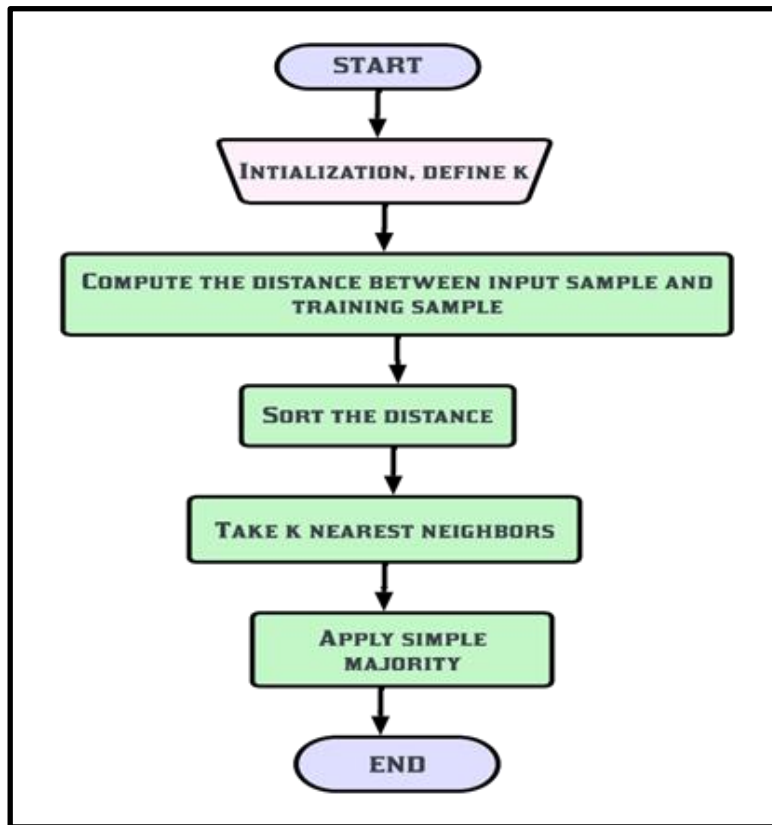 START
INTIALIZATION, DEFINE K
COMPUTE THE DISTANCE BETWEEN INPUT SAMPLE AND
TRAINING SAMPLE
SORT THE DISTANCE
TAKE K NEAREST NEIGHBORS
APPLY SIMPLE
MAJORITY
END